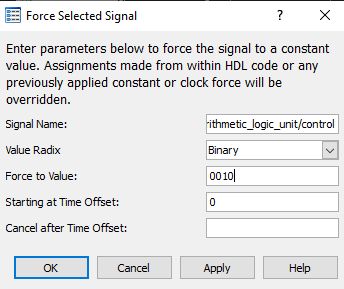 Force Selected Signal
Enter parameters below to force the signal to a constant
value. Assignments made from within HDL code or any
previously applied constant or clock force will be
overridden.
Signal Name: rithmetic_logic_unit/control
Value Radix Binary
Force to Value: 0010
Starting at Time Offset: 0
Cancel after Time Offset:
OK Cancel Apply Help